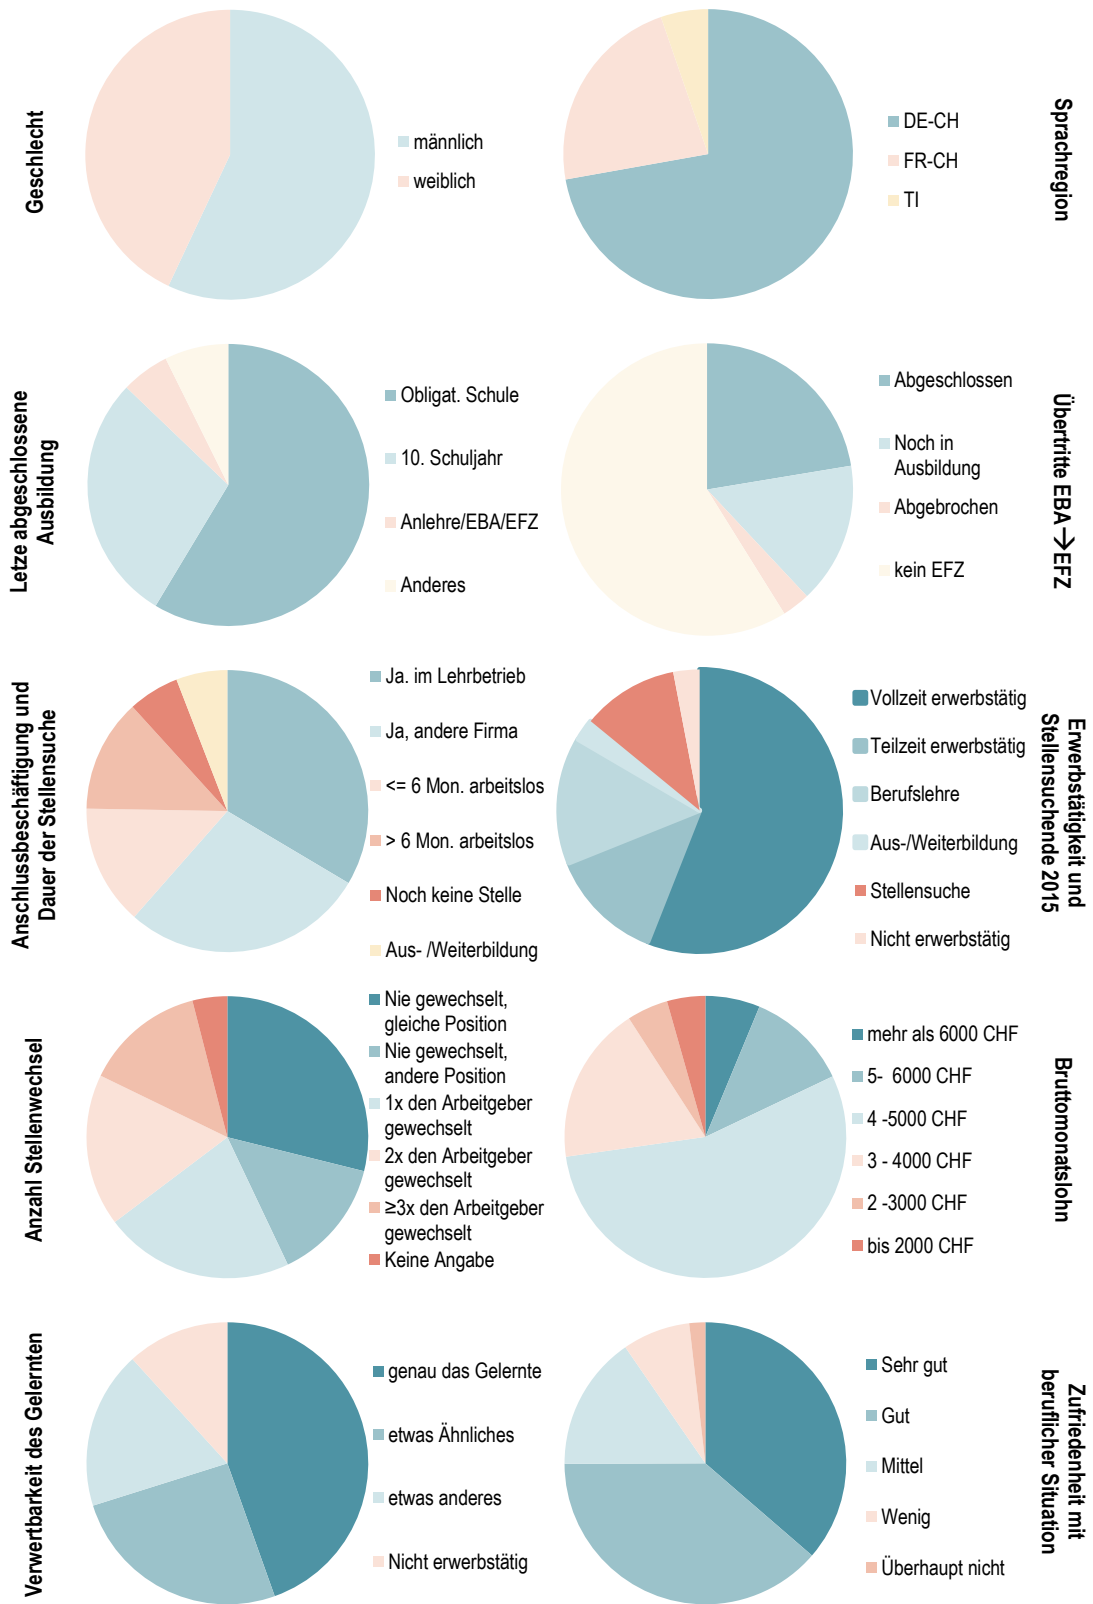 Geschlecht
männlich
weiblich
Sprachregion
DE-CH
FR-CH
TI
Letze abgeschlossene
Ausbildung
Obligat. Schule
10. Schuljahr
Anlehre/EBA/EFZ
Anderes
Übertritte EBA→EFZ
Abgeschlossen
Noch in
Ausbildung
Abgebrochen
kein EFZ
Anschlussbeschäftigung und
Dauer der Stellensuche
Ja. im Lehrbetrieb
Ja, andere Firma
<= 6 Mon. arbeitslos
> 6 Mon. arbeitslos
Noch keine Stelle
Aus- /Weiterbildung
Erwerbstätigkeit und
Stellensuchende 2015
Vollzeit erwerbstätig
Teilzeit erwerbstätig
Berufslehre
Aus-/Weiterbildung
Stellensuche
Nicht erwerbstätig
Anzahl Stellenwechsel
Nie gewechselt,
gleiche Position
Nie gewechselt,
andere Position
1x den Arbeitgeber
gewechselt
2x den Arbeitgeber
gewechselt
≥3x den Arbeitgeber
gewechselt
Keine Angabe
Bruttomonatslohn
mehr als 6000 CHF
5- 6000 CHF
4 -5000 CHF
3 - 4000 CHF
2 -3000 CHF
bis 2000 CHF
Verwertbarkeit des Gelernten
genau das Gelernte
etwas Ähnliches
etwas anderes
Nicht erwerbstätig
Zufriedenheit mit
beruflicher Situation
Sehr gut
Gut
Mittel
Wenig
Überhaupt nicht